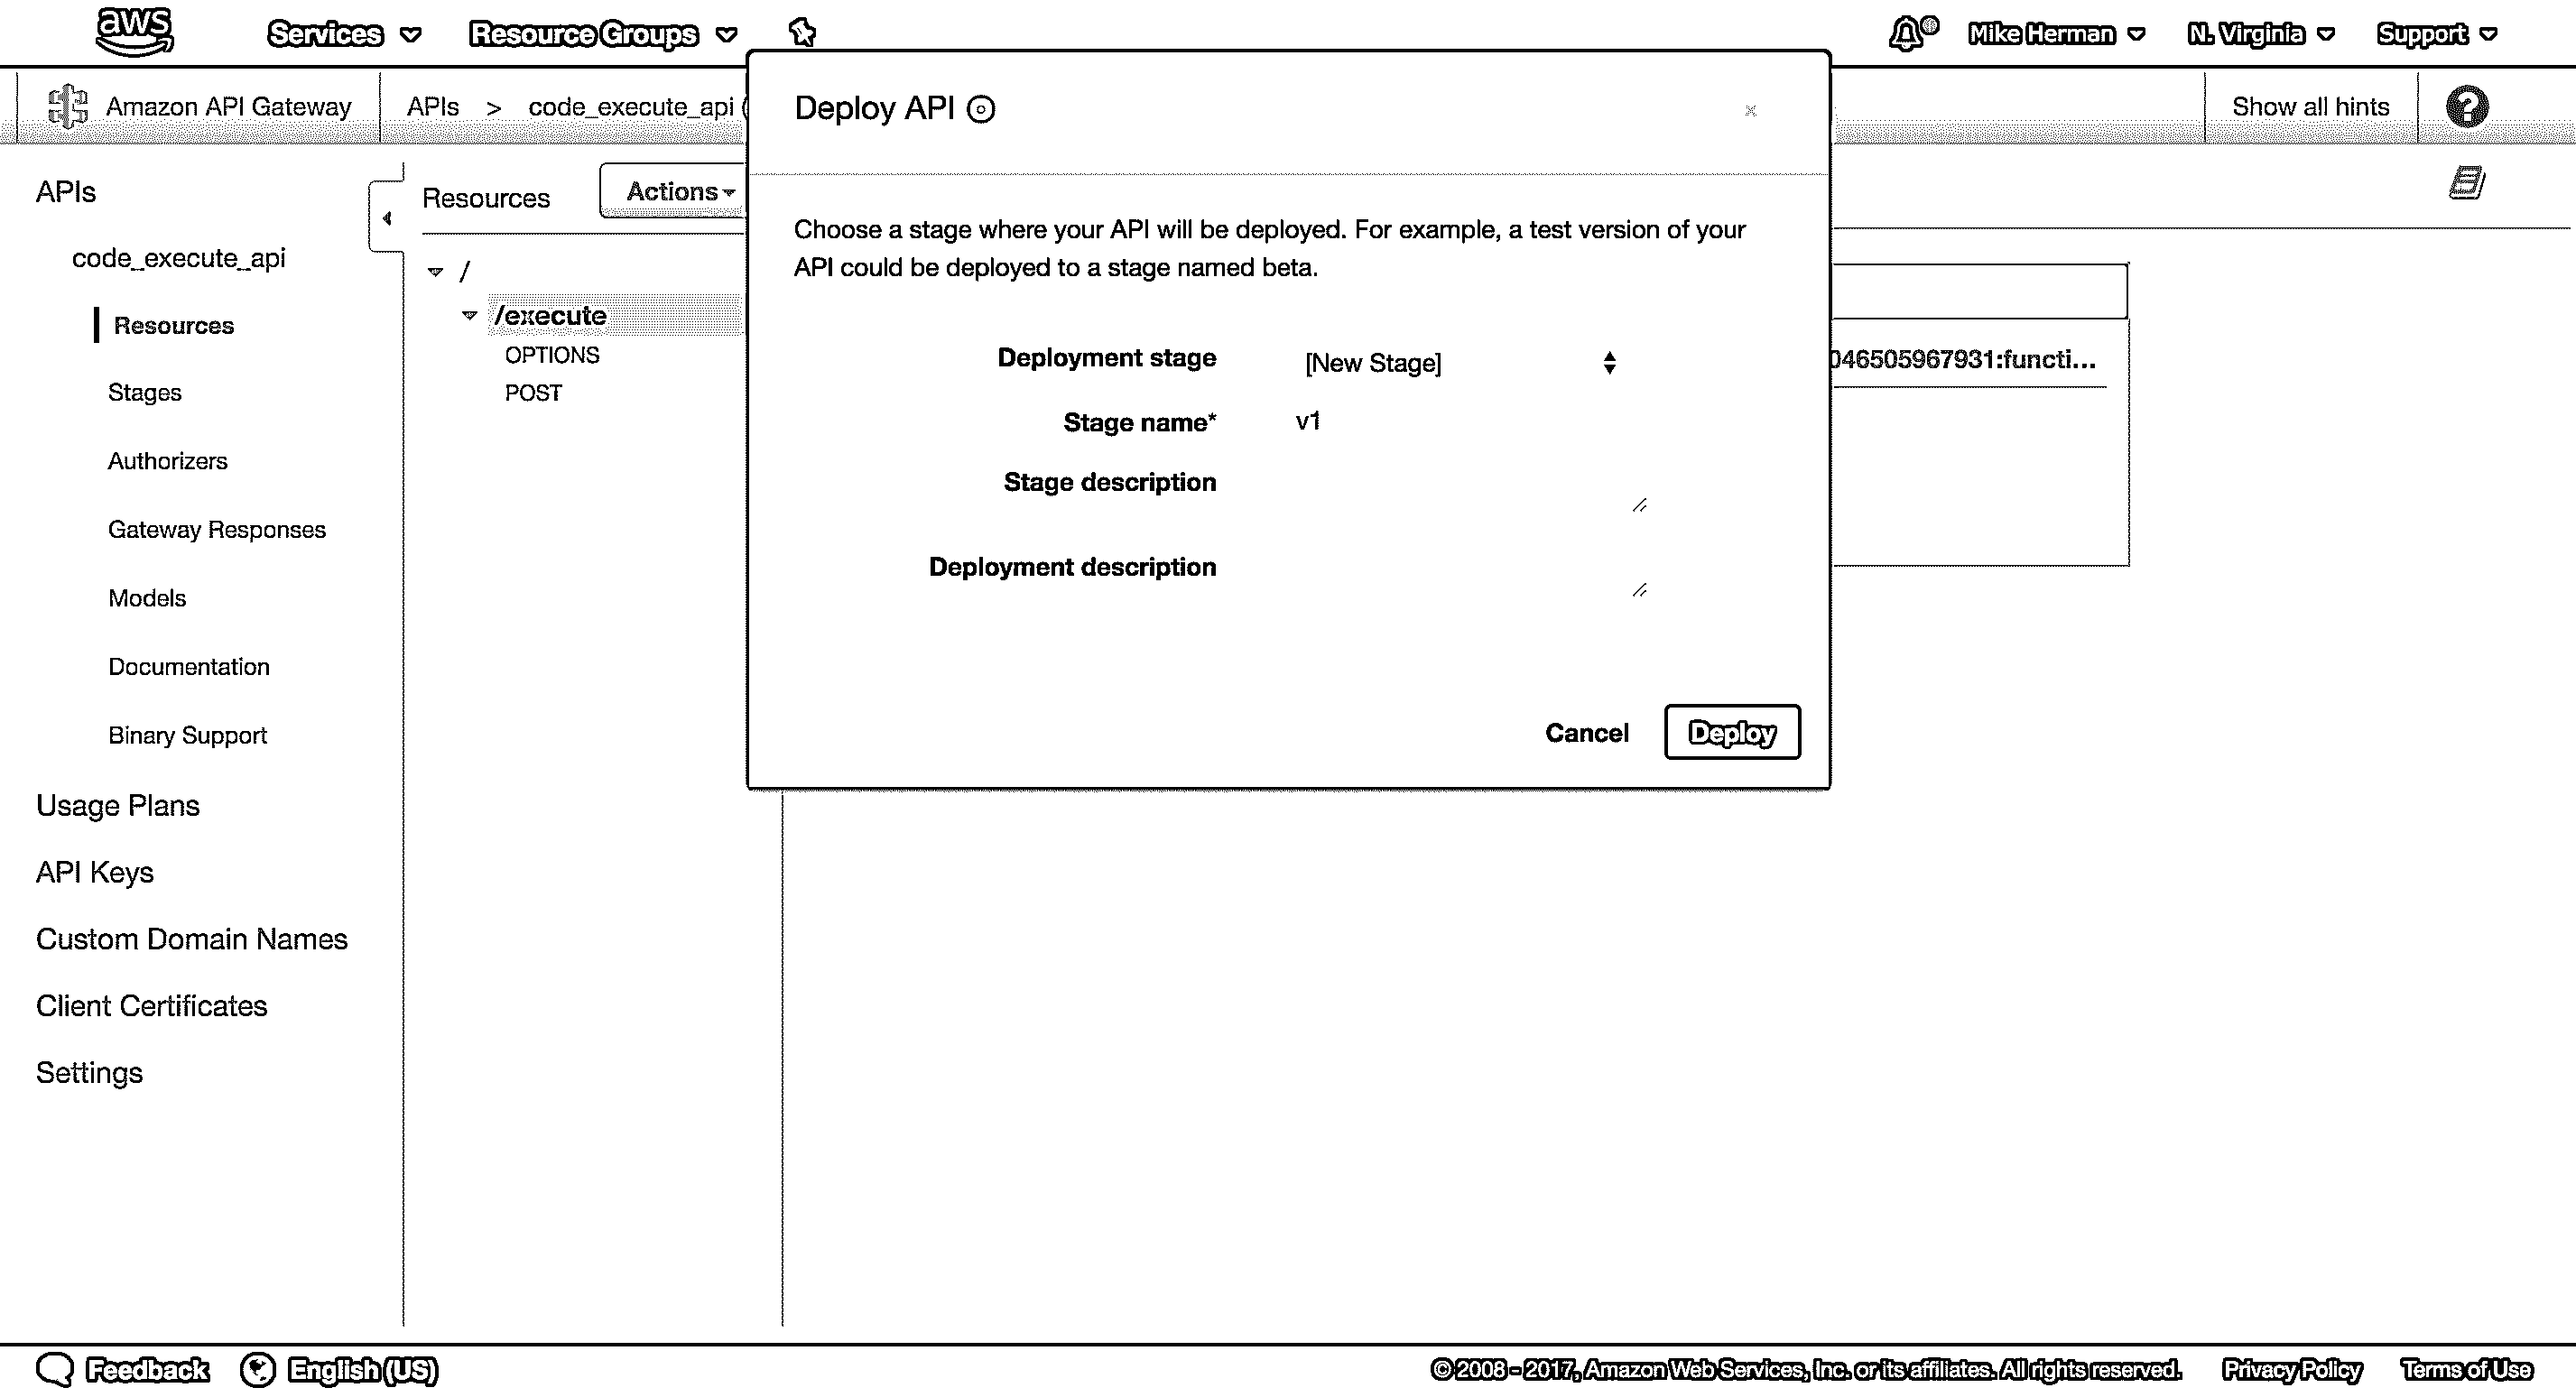 aws
Services
Resource Groups
Mike Herman
N. Virginia
Support
Amazon API Gateway
APIs > code_execute_api (
Show all hints
?
APIs
code_execute_api
Resources
Stages
Authorizers
Gateway Responses
Models
Documentation
Binary Support
Usage Plans
API Keys
Custom Domain Names
Client Certificates
Settings
Resources
Actions
/
/execute
OPTIONS
POST
Deploy API
x
Choose a stage where your API will be deployed. For example, a test version of your
API could be deployed to a stage named beta.
Deployment stage [New Stage]
Stage name* v1
Stage description
Deployment description
Cancel Deploy
046505967931:functi...
Feedback
English (US)
© 2008 - 2017, Amazon Web Services, Inc. or its affiliates. All rights reserved.
Privacy Policy
Terms of Use